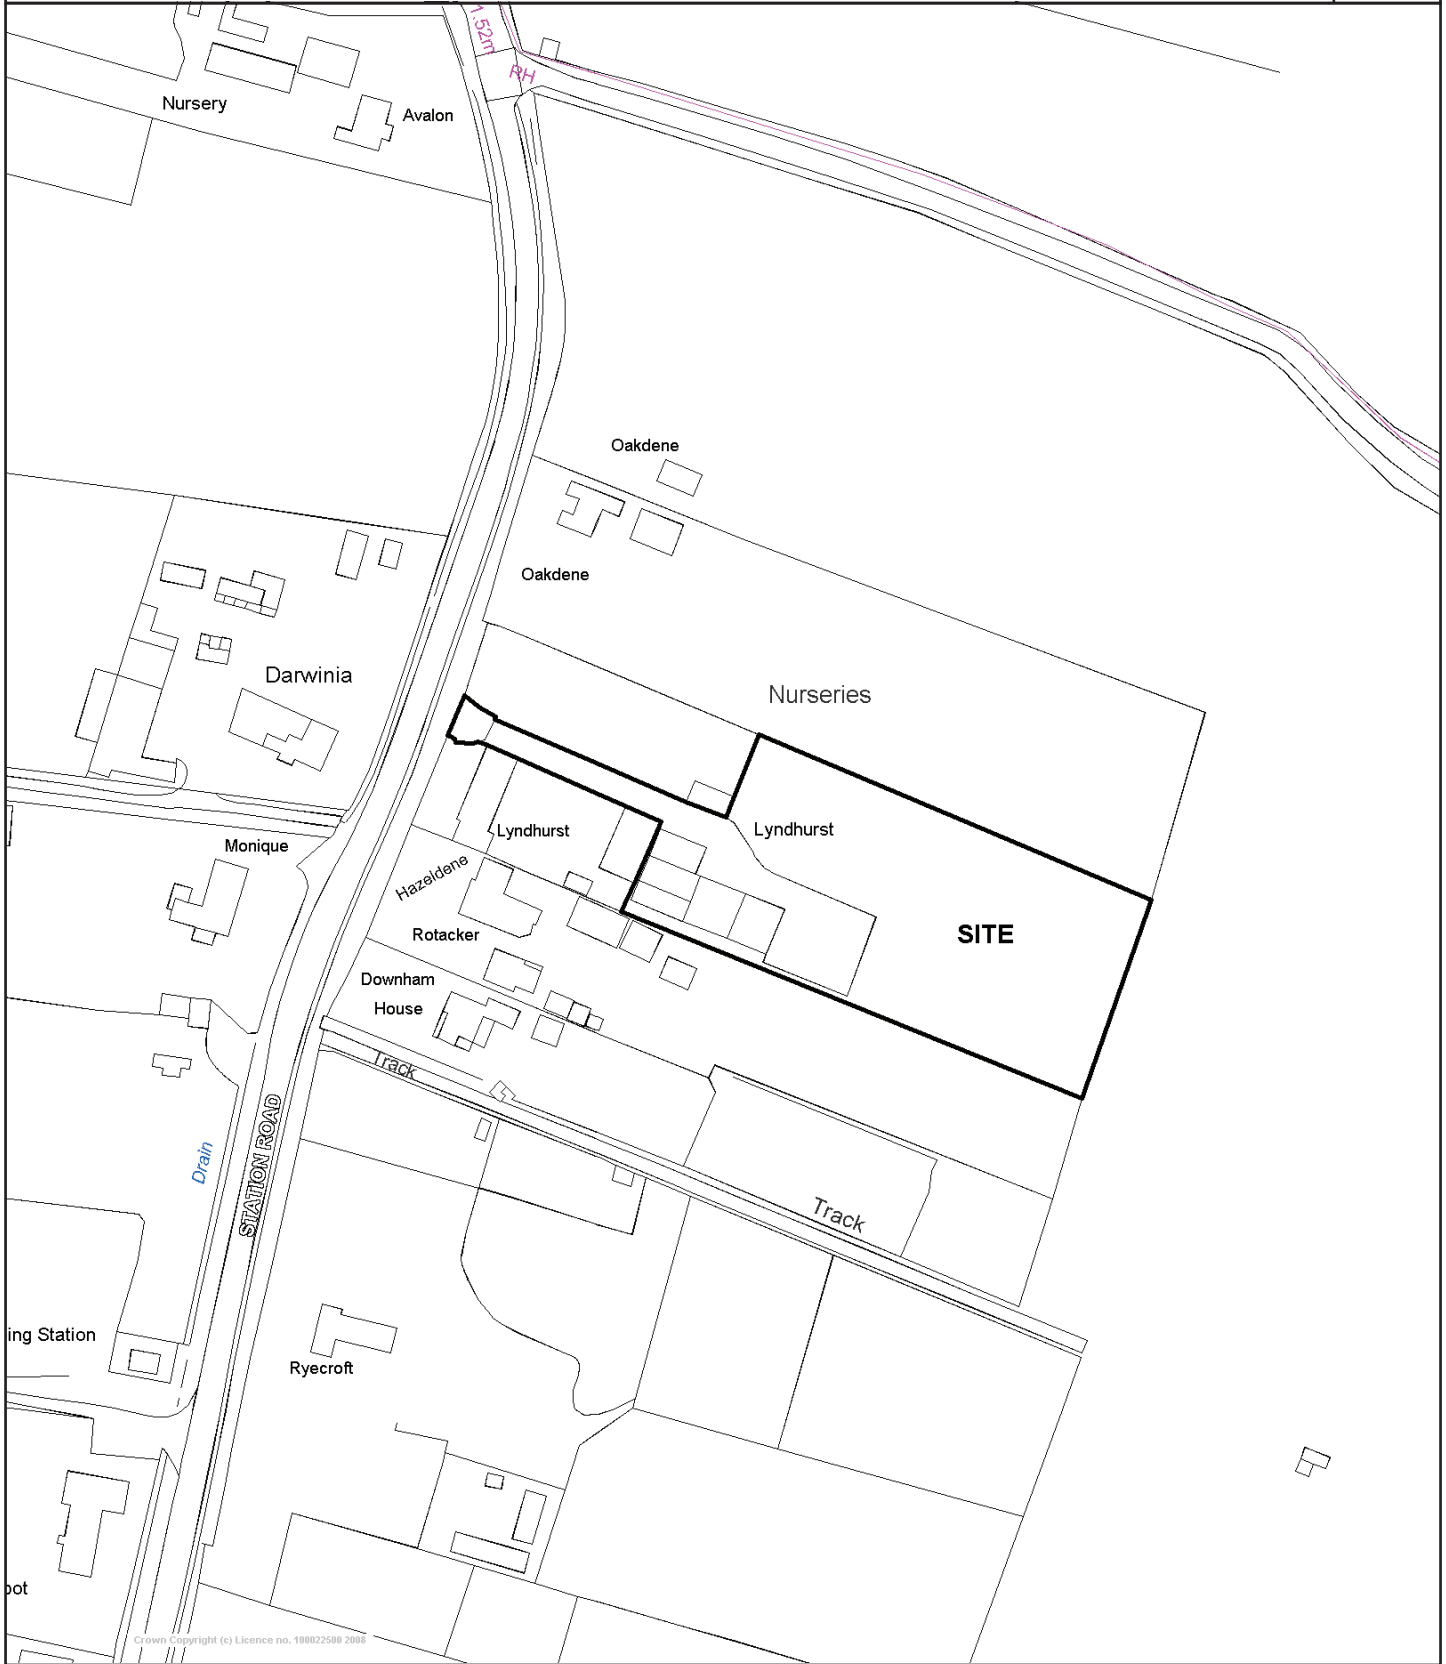 1.52m
RH
Nursery
Avalon
Oakdene
Oakdene
Darwinia
Nurseries
Lyndhurst
Lyndhurst
Monique
Hazeldene
SITE
Rotacker
Downham
House
Track
STATION ROAD
Drain
Track
ing Station
Ryecroft
Crown Copyright (c) Licence no. 100022500 2008